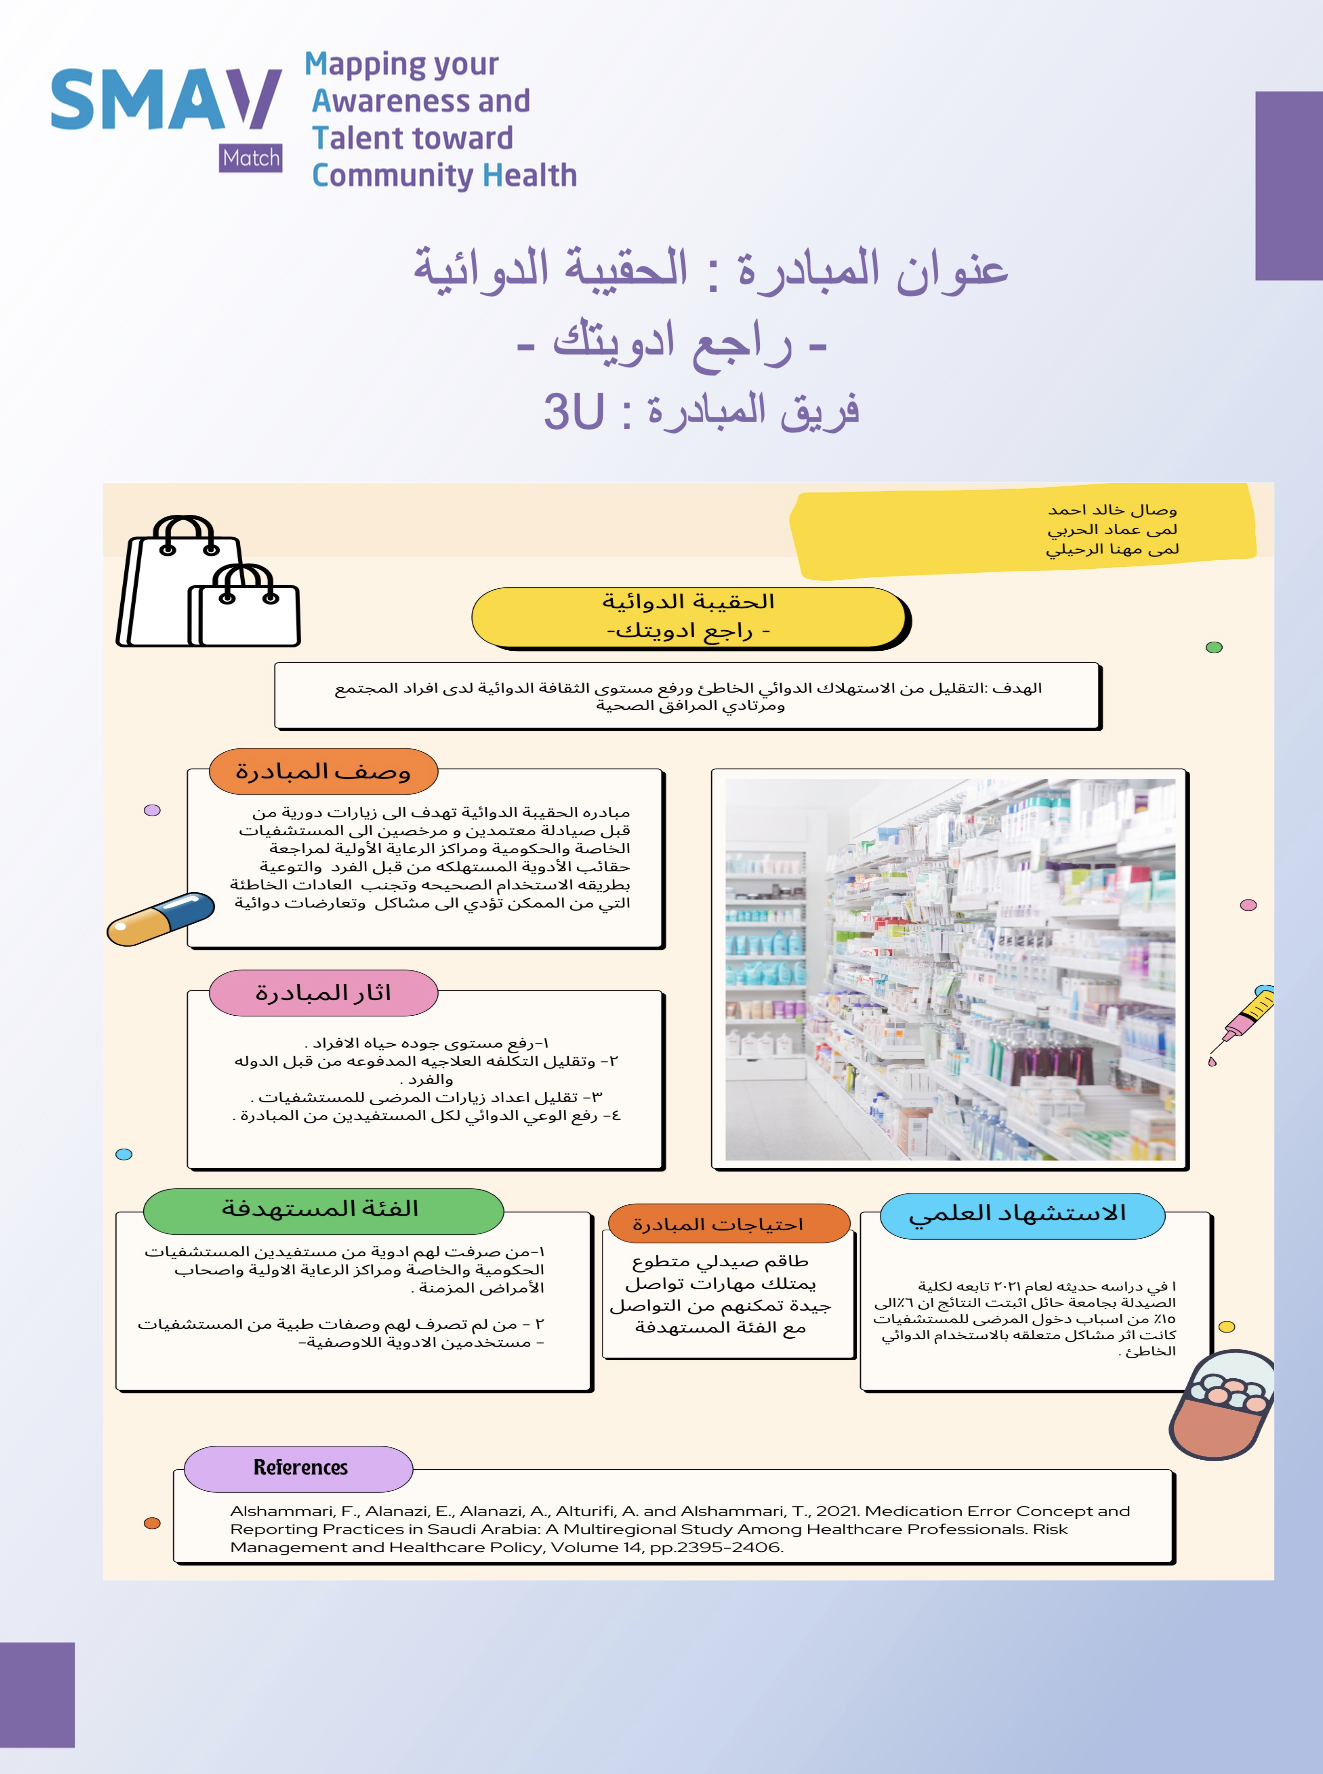 SMAV
Match
Mapping your
Awareness and
Talent toward
Community Health
عنوان المبادرة : الحقيبة الدوائية
- راجع ادويتك -
فريق المبادرة : 3U
وصال خالد احمد
لمى عماد الحربي
لمى مهنا الرحيلي
الحقيبة الدوائية
- راجع ادويتك-
الهدف :التقليل من الاستهلاك الدوائي الخاطئ ورفع مستوى الثقافة الدوائية لدى افراد المجتمع
ومرتادي المرافق الصحية
وصف المبادرة
مبادره الحقيبة الدوائية تهدف الى زيارات دورية من
قبل صيادلة معتمدين و مرخصين الى المستشفيات
الخاصة والحكومية ومراكز الرعاية الأولية لمراجعة
حقائب الأدوية المستهلكه من قبل الفرد والتوعية
بطريقه الاستخدام الصحيحه وتجنب العادات الخاطئة
التي من الممكن تؤدي الى مشاكل وتعارضات دوائية
اثار المبادرة
١-رفع مستوى جوده حياه الافراد .
٢- وتقليل التكلفه العلاجيه المدفوعه من قبل الدوله
والفرد .
٣- تقليل اعداد زيارات المرضى للمستشفيات .
٤- رفع الوعي الدوائي لكل المستفيدين من المبادرة .
الاستشهاد العلمي
ا في دراسه حديثه لعام ٢٠٢١ تابعه لكلية
الصيدلة بجامعة حائل اثبتت النتائج ان ٦٪الى
١٥٪ من اسباب دخول المرضى للمستشفيات
كانت اثر مشاكل متعلقه بالاستخدام الدوائي
الخاطئ .
احتياجات المبادرة
طاقم صيدلي متطوع
يمتلك مهارات تواصل
جيدة تمكنهم من التواصل
مع الفئة المستهدفة
الفئة المستهدفة
١-من صرفت لهم ادوية من مستفيدين المستشفيات
الحكومية والخاصة ومراكز الرعاية الاولية واصحاب
الأمراض المزمنة .
٢ - من لم تصرف لهم وصفات طبية من المستشفيات
- مستخدمين الادوية اللاوصفية-
References
Alshammari, F., Alanazi, E., Alanazi, A., Alturifi, A. and Alshammari, T., 2021. Medication Error Concept and
Reporting Practices in Saudi Arabia: A Multiregional Study Among Healthcare Professionals. Risk
Management and Healthcare Policy, Volume 14, pp.2395-2406.